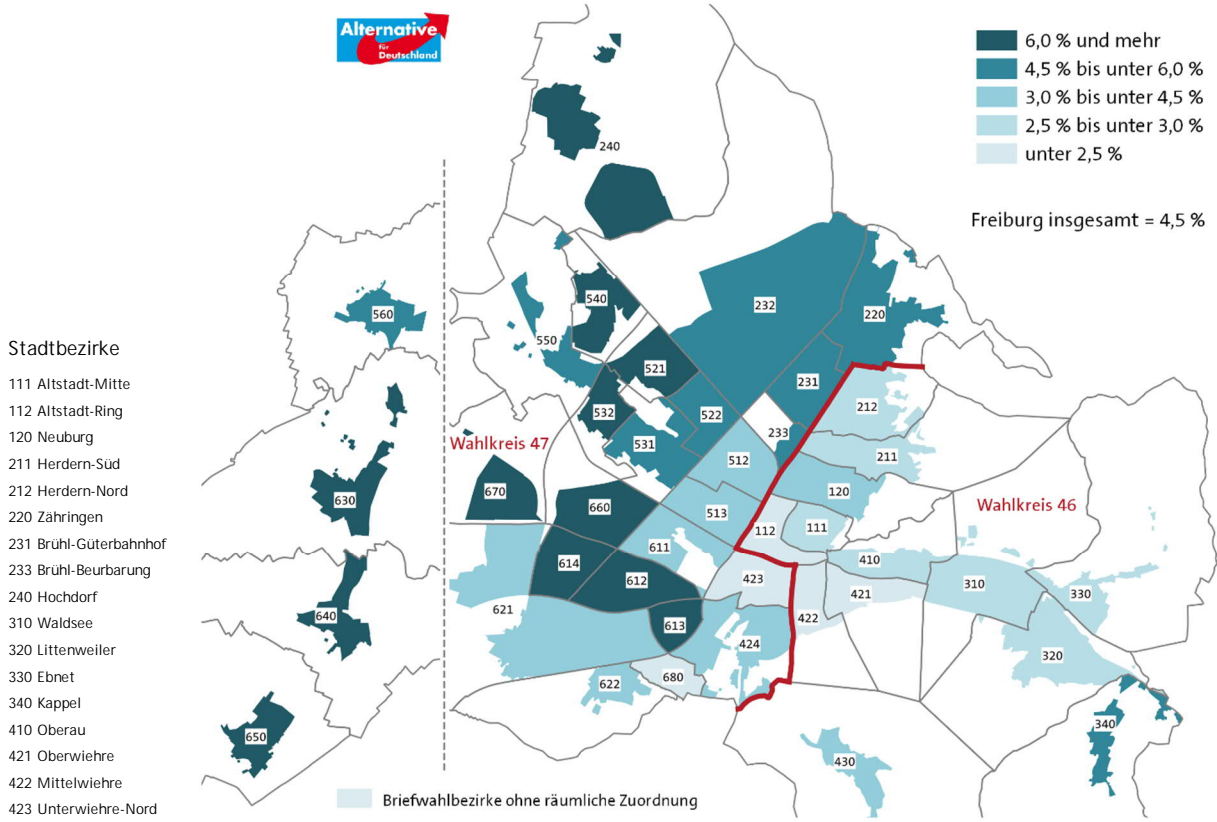 Alternative
für
Deutschland
6,0 % und mehr
4,5 % bis unter 6,0 %
3,0 % bis unter 4,5 %
2,5 % bis unter 3,0 %
unter 2,5 %
Freiburg insgesamt = 4,5 %
240
540
232
560
220
550
521
231
212
532
522
531
233
Wahlkreis 47
512
211
630
670
120
Wahlkreis 46
660
513
112
111
611
410
614
612
423
310
421
330
621
640
613
422
424
320
622
680
340
650
430
Stadtbezirke
111 Altstadt-Mitte
112 Altstadt-Ring
120 Neuburg
211 Herdern-Süd
212 Herdern-Nord
220 Zähringen
231 Brühl-Güterbahnhof
233 Brühl-Beurbarung
240 Hochdorf
310 Waldsee
320 Littenweiler
330 Ebnet
340 Kappel
410 Oberau
421 Oberwiehre
422 Mittelwiehre
423 Unterwiehre-Nord
Briefwahlbezirke ohne räumliche Zuordnung